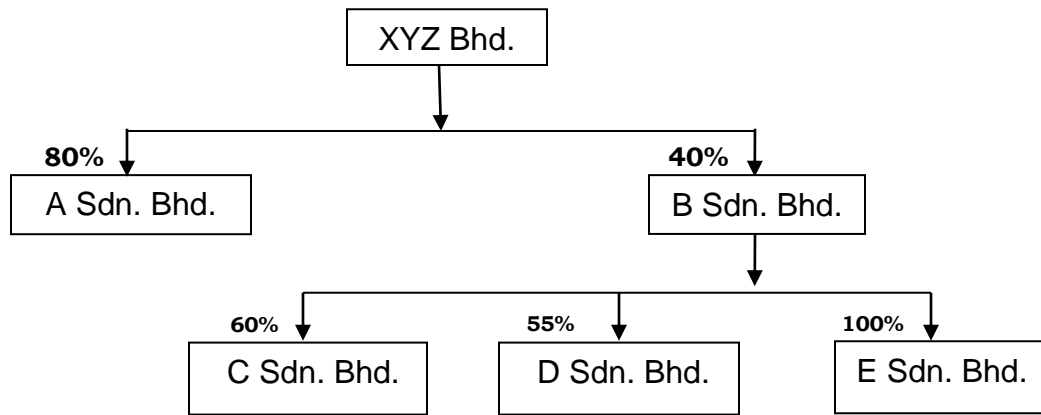 XYZ Bhd.
80%
40%
A Sdn. Bhd.
B Sdn. Bhd.
60%
55%
100%
C Sdn. Bhd.
D Sdn. Bhd.
E Sdn. Bhd.